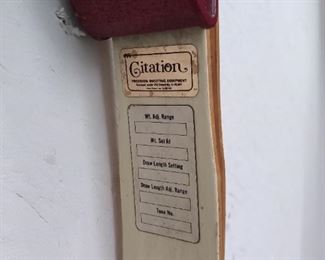 Citation
PRECISION SHOOTING EQUIPMENT
Wt. Adj. Range
Wt. Set At
Draw Length Setting
Draw Length Adj. Range
Tune No.